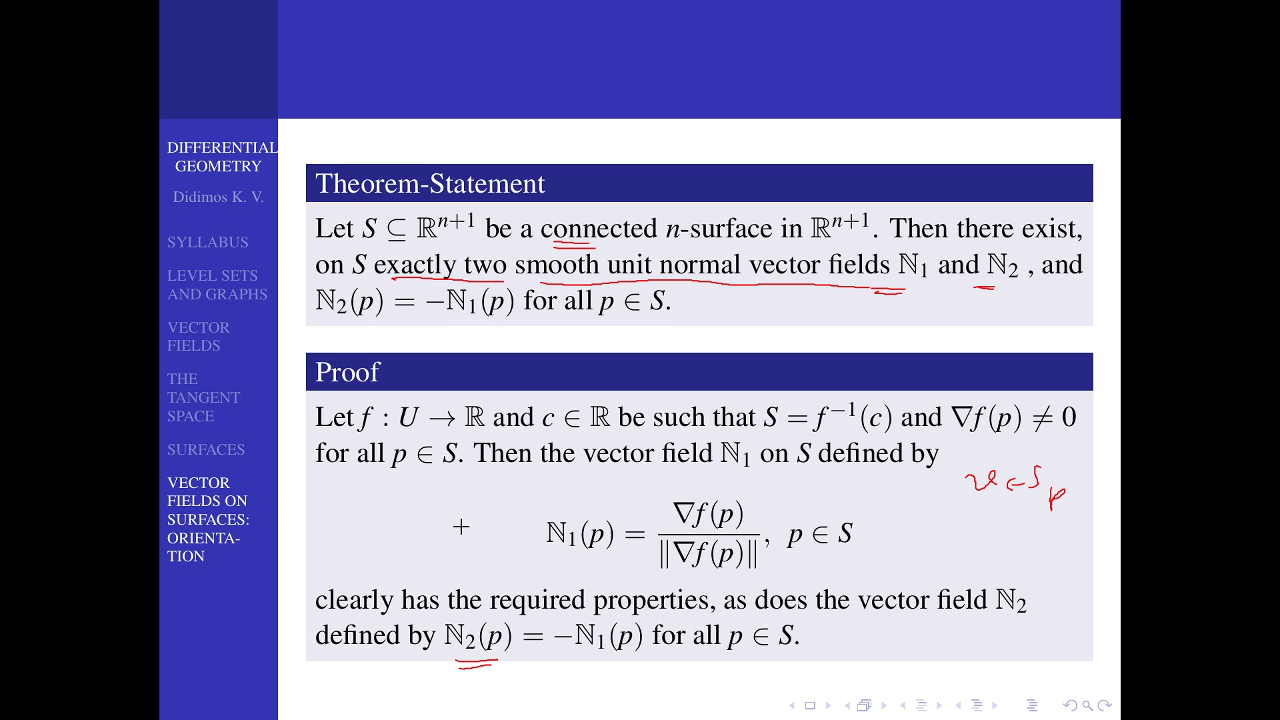 DIFFERENTIAL
GEOMETRY
Didimos K. V.
SYLLABUS
LEVEL SETS
AND GRAPHS
VECTOR
FIELDS
THE
TANGENT
SPACE
SURFACES
VECTOR
FIELDS ON
SURFACES:
ORIENTA-
TION
Theorem-Statement
Let S ⊆ ℝⁿ⁺¹ be a connected n-surface in ℝⁿ⁺¹. Then there exist,
on S exactly two smooth unit normal vector fields ℕ₁ and ℕ₂ , and
ℕ₂(p) = −ℕ₁(p) for all p ∈ S.
Proof
Let f : U → ℝ and c ∈ ℝ be such that S = f⁻¹(c) and ∇f(p) ≠ 0
for all p ∈ S. Then the vector field ℕ₁ on S defined by
v ∈ Sₚ
ℕ₁(p) = ∇f(p) / ‖∇f(p)‖, p ∈ S
clearly has the required properties, as does the vector field ℕ₂
defined by ℕ₂(p) = −ℕ₁(p) for all p ∈ S.